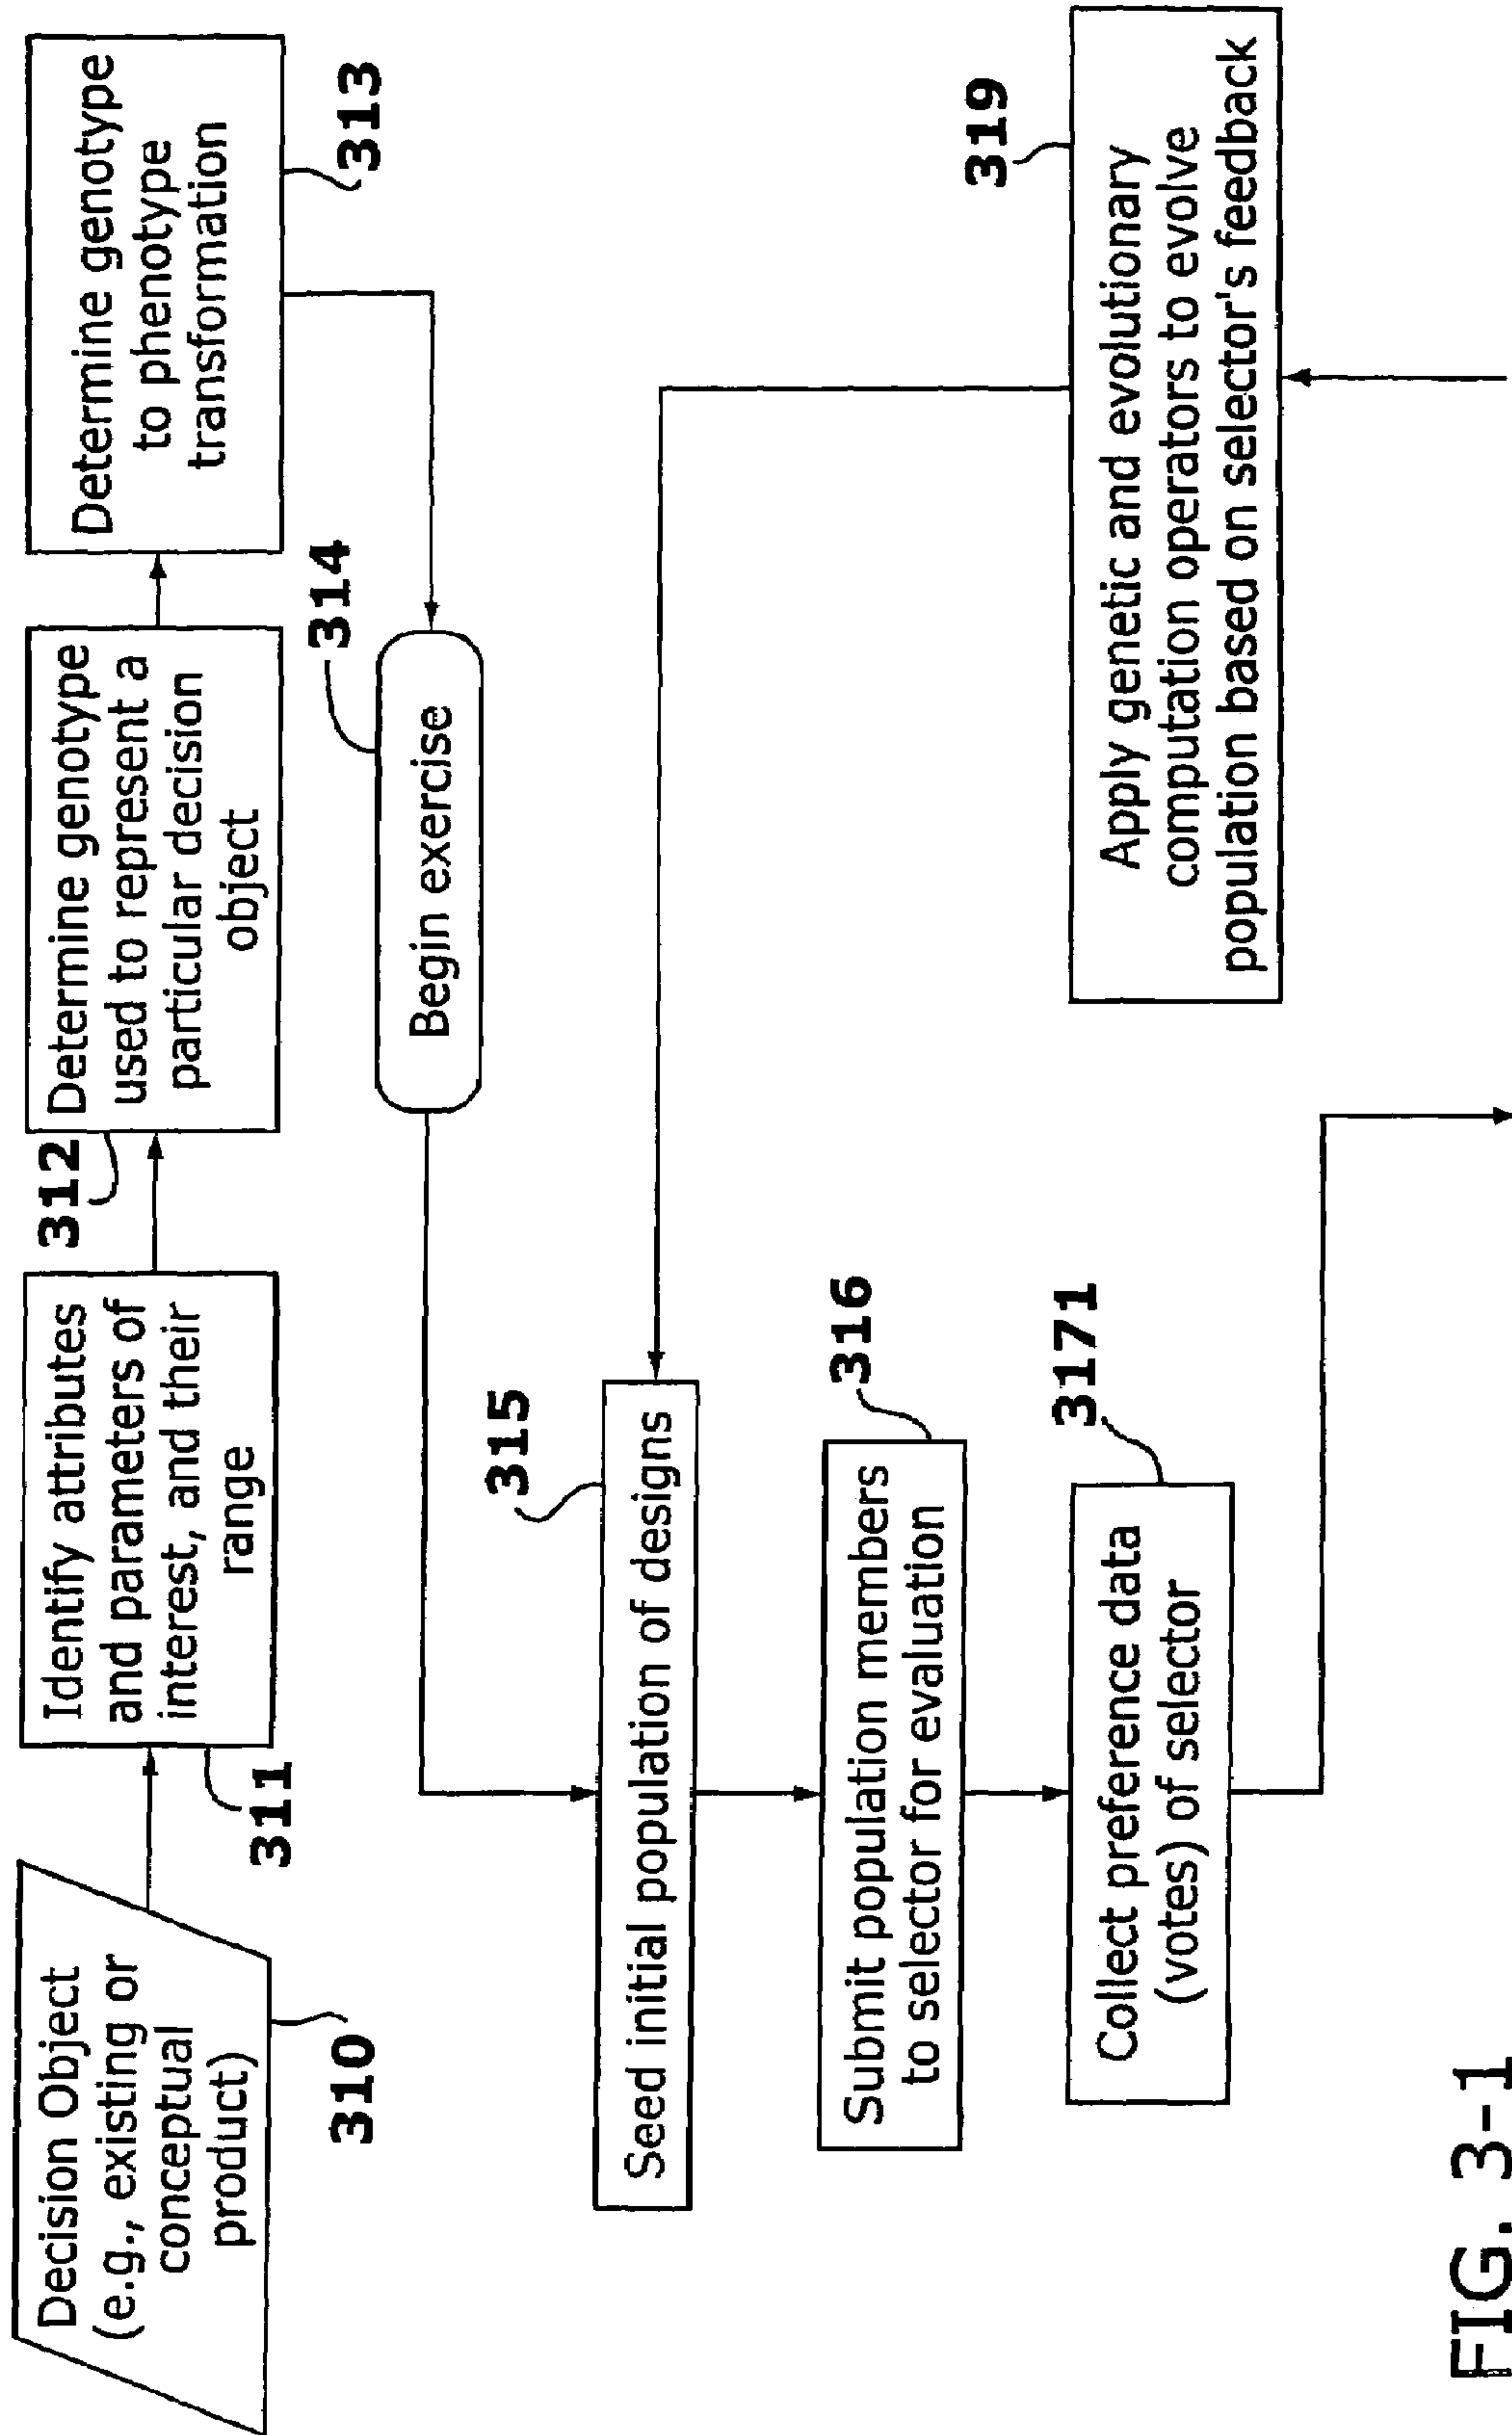 Decision Object
(e.g., existing or
conceptual
product)
310
Identify attributes
and parameters of
interest, and their
range
311
312
Determine genotype
used to represent a
particular decision
object
Determine genotype
to phenotype
transformation
313
314
Begin exercise
315
Seed initial population of designs
316
Submit population members
to selector for evaluation
3171
Collect preference data
(votes) of selector
319
Apply genetic and evolutionary
computation operators to evolve
population based on selector's feedback
FIG. 3-1